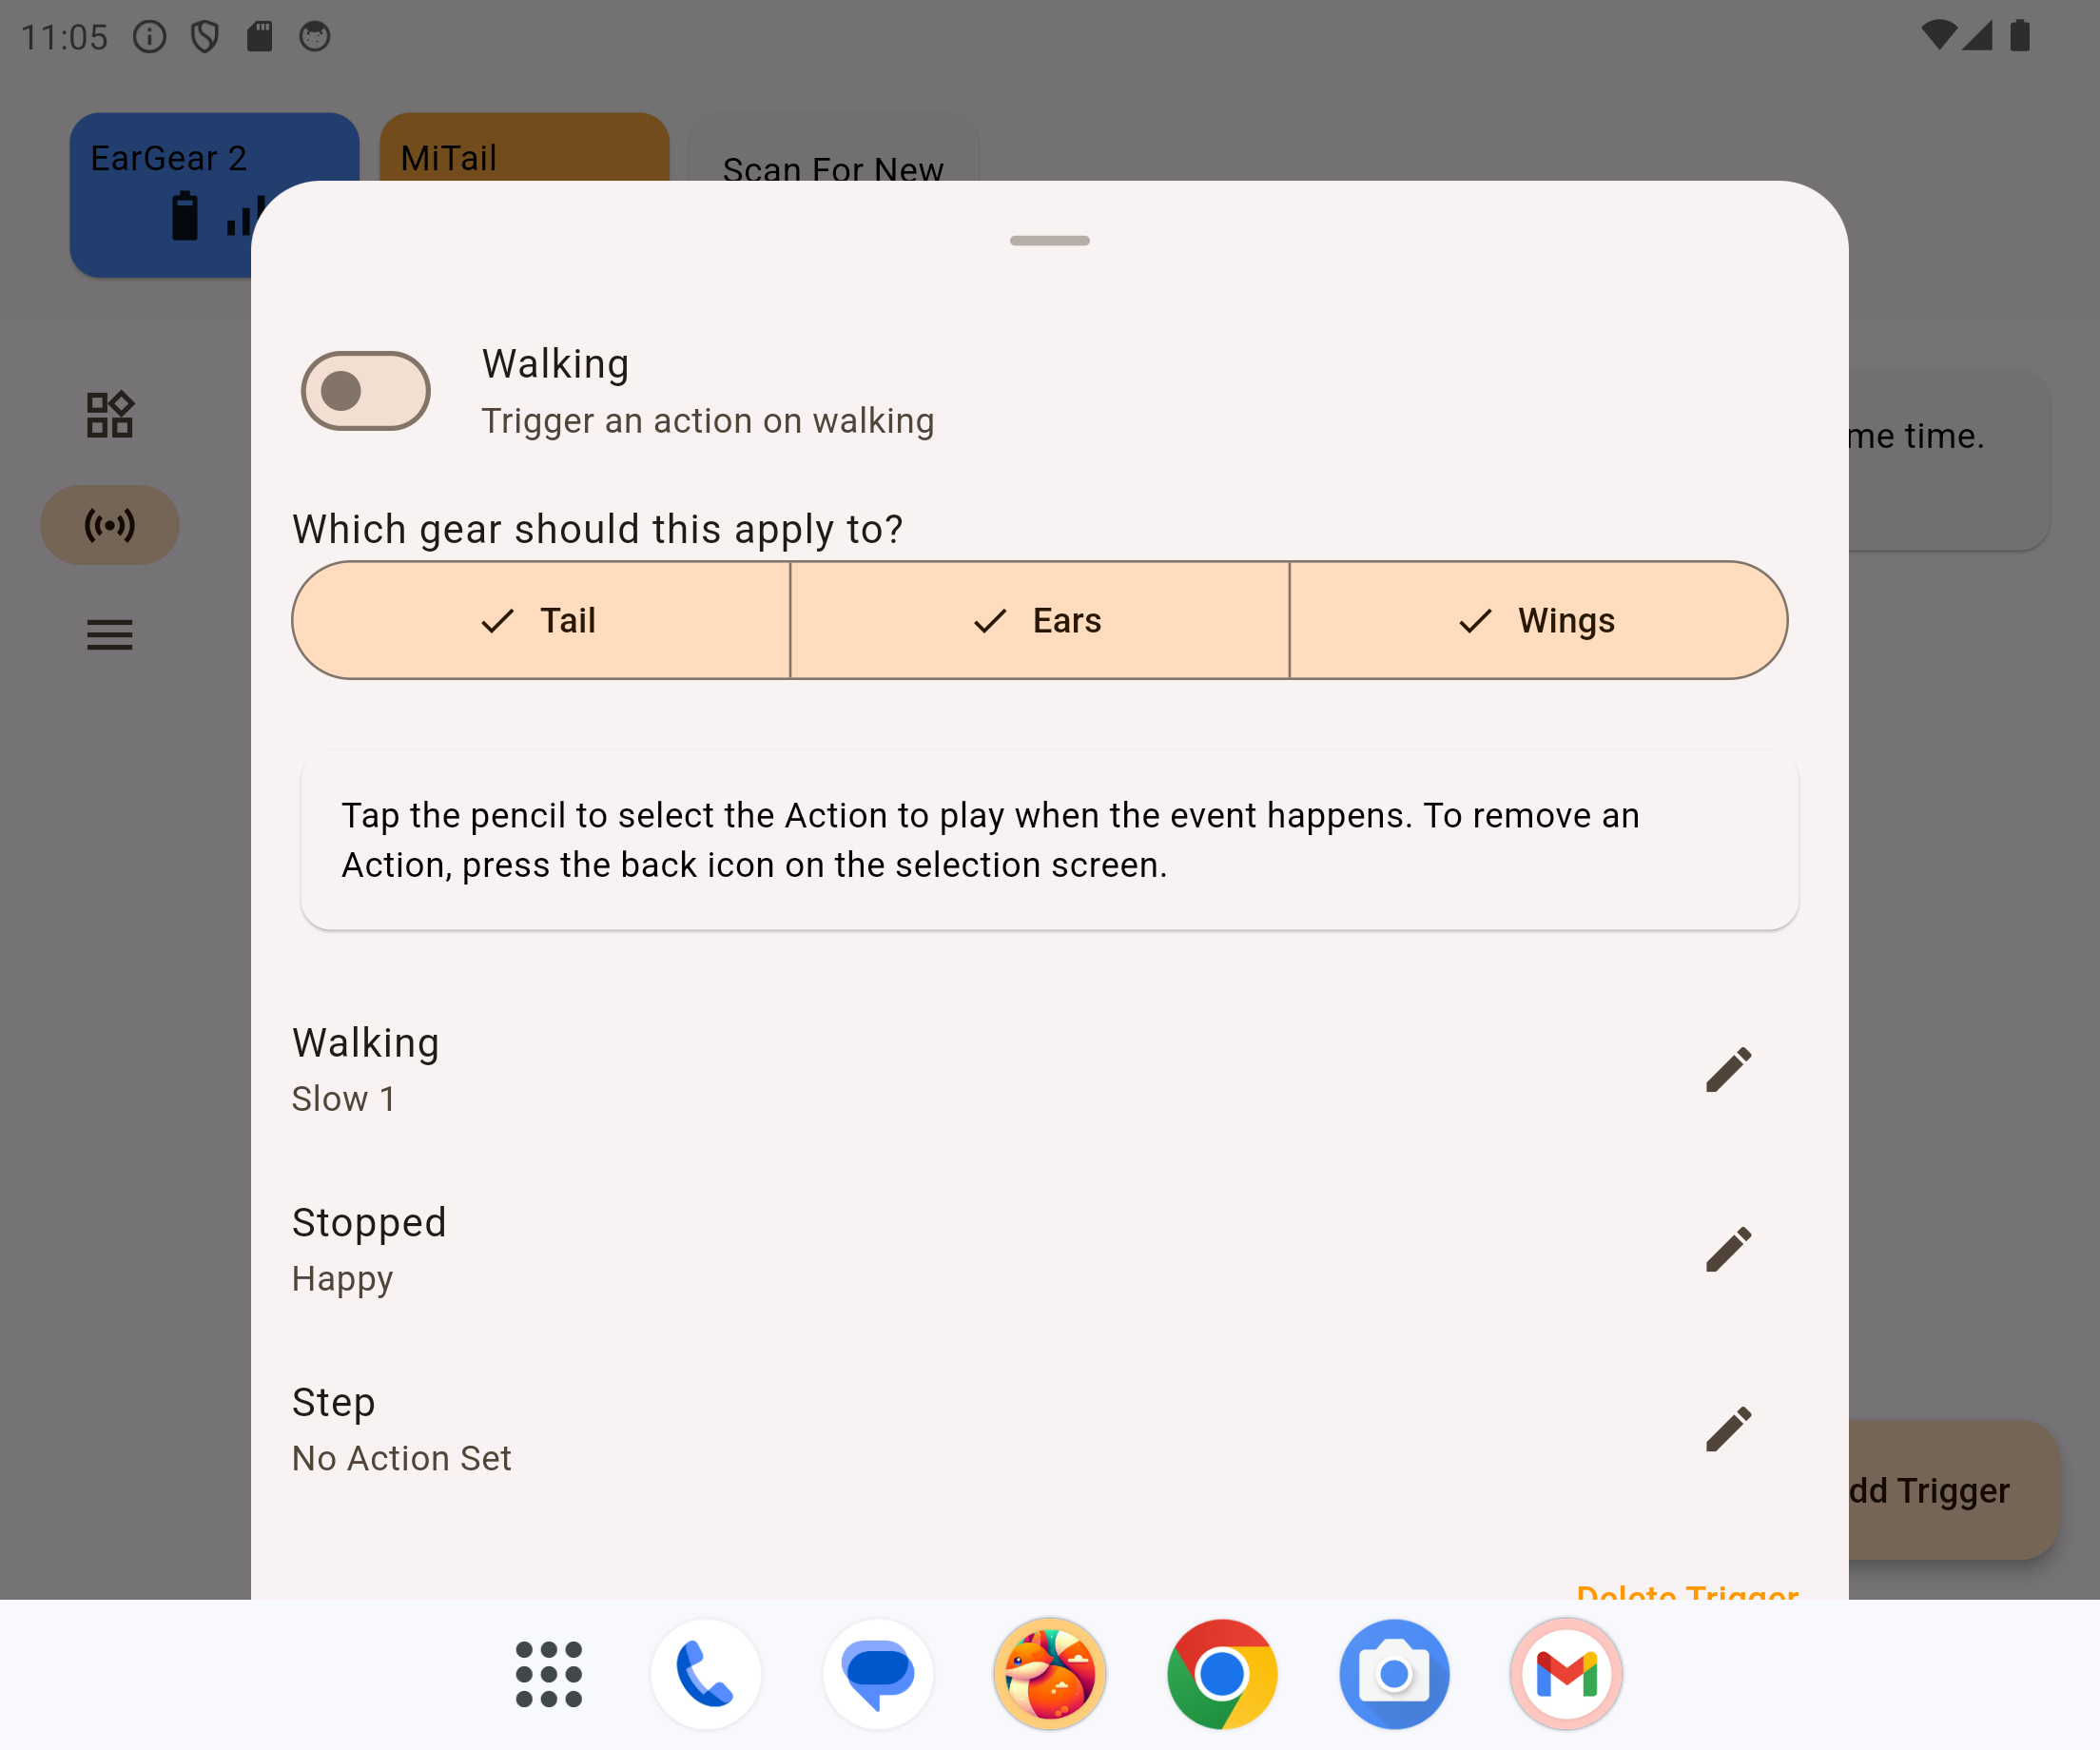 11:05
EarGear 2
MiTail
Scan For New
Walking
Trigger an action on walking
me time.
Which gear should this apply to?
Tail
Ears
Wings
Tap the pencil to select the Action to play when the event happens. To remove an
Action, press the back icon on the selection screen.
Walking
Slow 1
Stopped
Happy
Step
No Action Set
dd Trigger
Delete Trigger